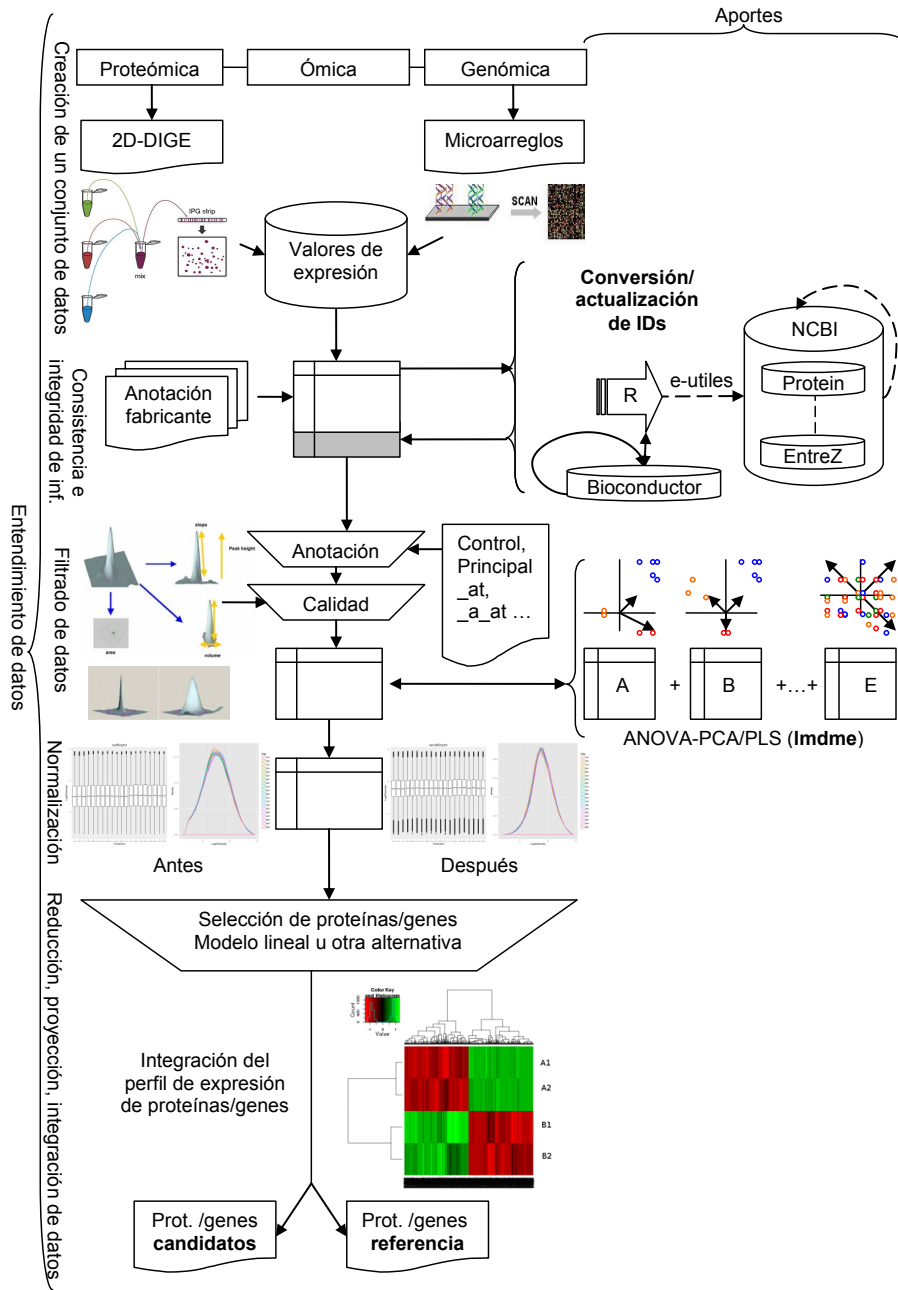 Aportes
Creación de un conjunto de datos
Proteómica
Ómica
Genómica
2D-DIGE
Microarreglos
IPG strip
mix
SCAN
Valores de
expresión
Conversión/
actualización
de IDs
NCBI
Protein
EntreZ
R
e-utiles
Bioconductor
Consistencia e
integridad de inf.
Anotación
fabricante
Entendimiento de datos
Filtrado de datos
slope
Peak height
area
volume
Anotación
Calidad
Control,
Principal
_at,
_a_at …
A
+
B
+…+
E
ANOVA-PCA/PLS (lmdme)
Normalización
Antes
Después
Reducción, proyección, integración de datos
Selección de proteínas/genes
Modelo lineal u otra alternativa
Color Key
and Histogram
Count
Value
A1
A2
B1
B2
Integración del
perfil de expresión
de proteínas/genes
Prot. /genes
candidatos
Prot. /genes
referencia